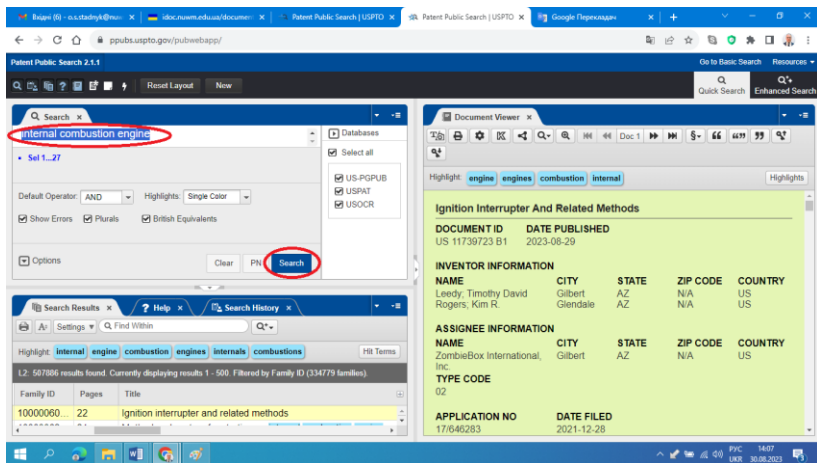 Вхідні (6) - o.s.stadnyk@nuw
idoc.nuwm.edu.ua/document
Patent Public Search | USPTO
Patent Public Search | USPTO
Google Перекладач
ppubs.uspto.gov/pubwebapp/
Patent Public Search 2.1.1
Go to Basic Search Resources
Reset Layout New
Quick Search Enhanced Search
Search
internal combustion engine
• Sel 1...27
Default Operator: AND Highlights: Single Color
Show Errors Plurals British Equivalents
Options
Clear PN Search
Databases
Select all
US-PGPUB
USPAT
USOCR
Search Results Help Search History
Settings Find Within
Highlight: internal engine combustion engines internals combustions Hit Terms
L2: 507886 results found. Currently displaying results 1 - 500. Filtered by Family ID (334779 families).
Family ID Pages Title
10000060... 22 Ignition interrupter and related methods
Document Viewer
Doc 1
Highlight: engine engines combustion internal Highlights
Ignition Interrupter And Related Methods
DOCUMENT ID DATE PUBLISHED
US 11739723 B1 2023-08-29
INVENTOR INFORMATION
NAME CITY STATE ZIP CODE COUNTRY
Leedy; Timothy David Gilbert AZ N/A US
Rogers; Kim R. Glendale AZ N/A US
ASSIGNEE INFORMATION
NAME CITY STATE ZIP CODE COUNTRY
ZombieBox International, Gilbert AZ N/A US
Inc.
TYPE CODE
02
APPLICATION NO DATE FILED
17/646283 2021-12-28
РУС 14:07
UKR 30.08.2023